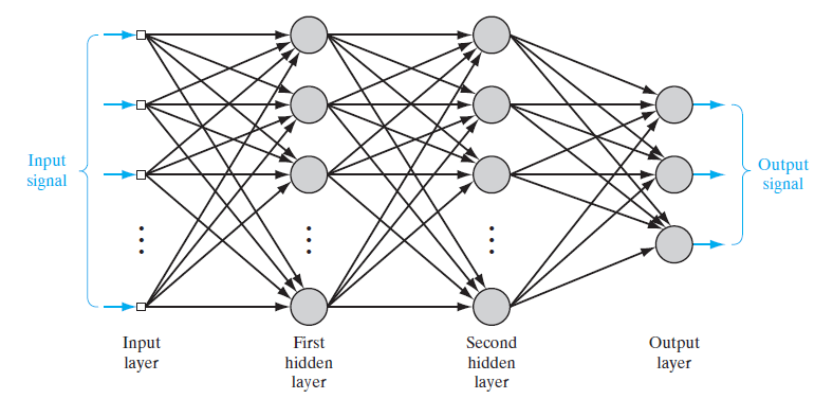 Input
signal
Output
signal
Input
layer
First
hidden
layer
Second
hidden
layer
Output
layer